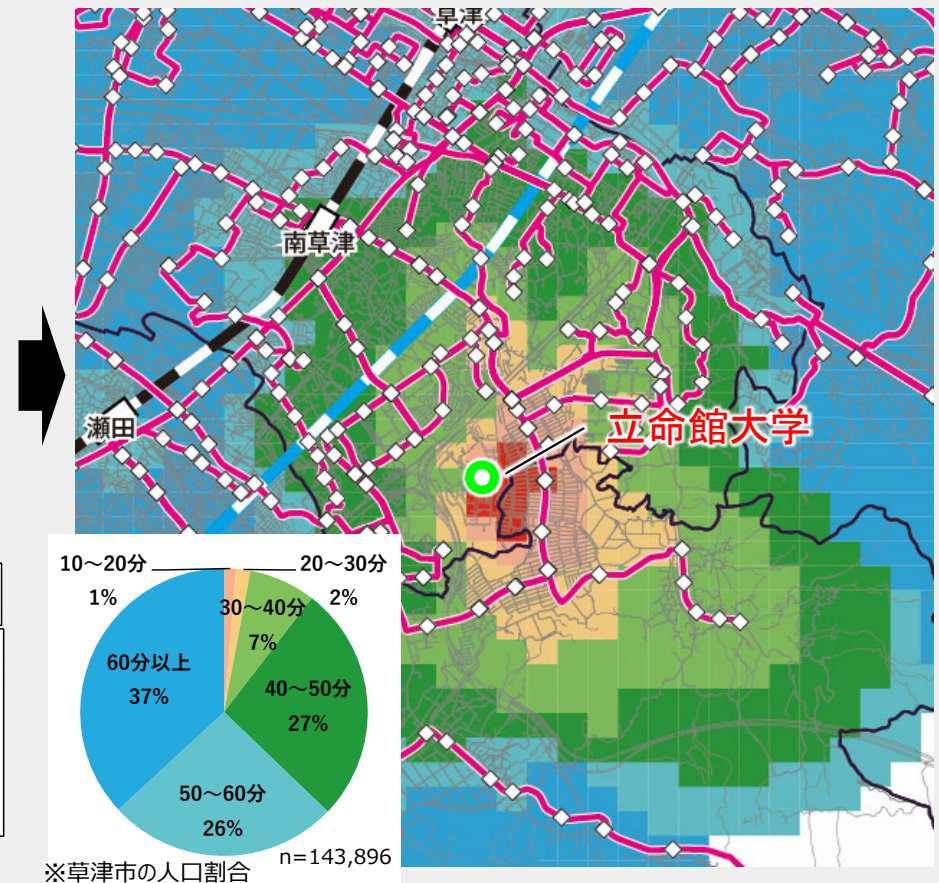 草津
南草津
瀬田
立命館大学
10～20分
1%
20～30分
2%
30～40分
7%
40～50分
27%
50～60分
26%
60分以上
37%
n=143,896
※草津市の人口割合